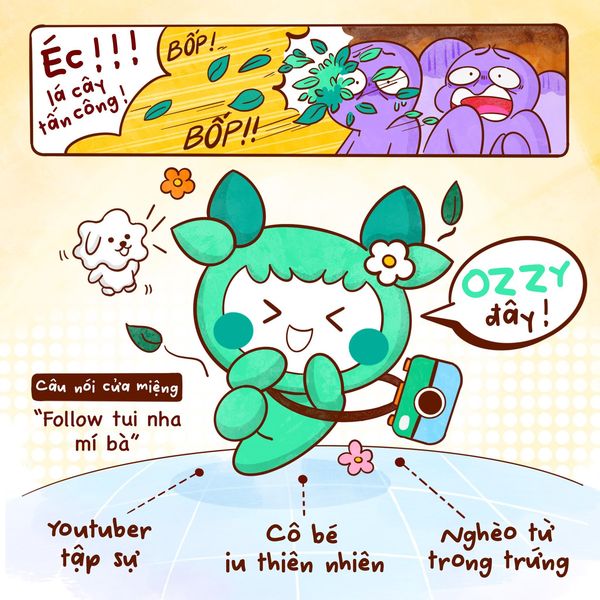 Éc!!!
lá cây
tấn công!
BỐP!
BỐP!!
OZZY
đây!
Câu nói cửa miệng
"Follow tui nha
mí bà"
Youtuber
tập sự
Cô bé
iu thiên nhiên
Nghèo từ
trong trứng